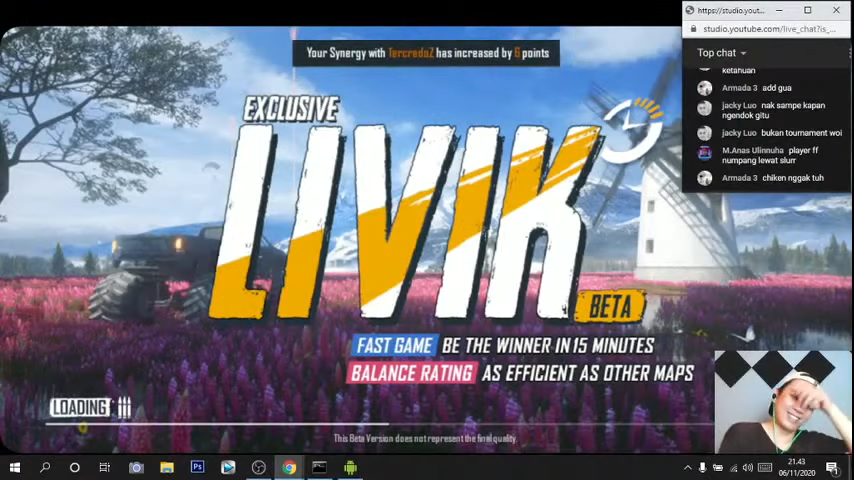 https://studio.yout...
studio.youtube.com/live_chat?is_...
Top chat
ketahuan
Armada 3 add gua
jacky Luo nak sampe kapan
ngendok gitu
jacky Luo bukan tournament woi
M.Anas Ulinnuha player ff
numpang lewat slurr
Armada 3 chiken nggak tuh
Your Synergy with TercredaZ has increased by 6 points
EXCLUSIVE
LIVIK
BETA
FAST GAME BE THE WINNER IN 15 MINUTES
BALANCE RATING AS EFFICIENT AS OTHER MAPS
LOADING
This Beta Version does not represent the final quality.
Ps
21.43
06/11/2020